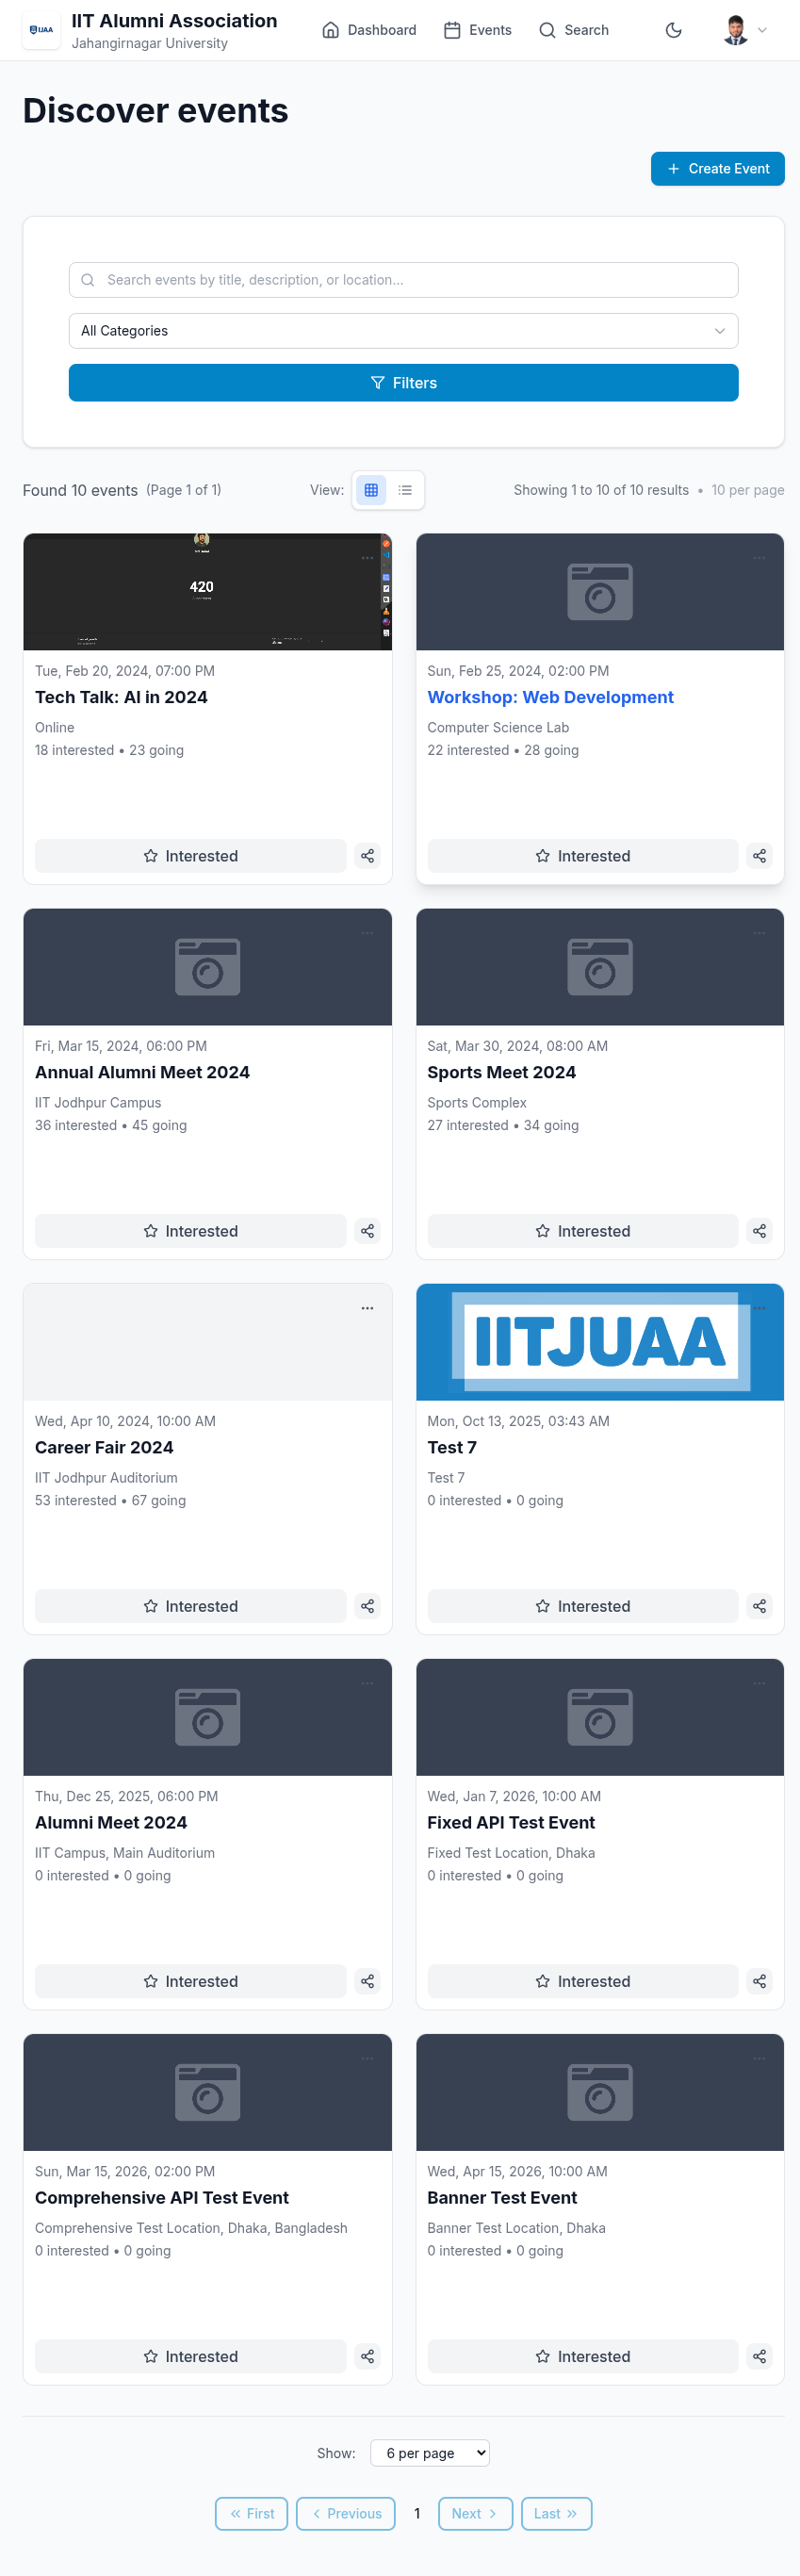 IJAA
IIT Alumni Association
Jahangirnagar University
Dashboard
Events
Search
Discover events
Create Event
Search events by title, description, or location...
All Categories
Filters
Found 10 events (Page 1 of 1)
View:
Showing 1 to 10 of 10 results • 10 per page
420
Tue, Feb 20, 2024, 07:00 PM
Tech Talk: AI in 2024
Online
18 interested • 23 going
Interested
Sun, Feb 25, 2024, 02:00 PM
Workshop: Web Development
Computer Science Lab
22 interested • 28 going
Interested
Fri, Mar 15, 2024, 06:00 PM
Annual Alumni Meet 2024
IIT Jodhpur Campus
36 interested • 45 going
Interested
Sat, Mar 30, 2024, 08:00 AM
Sports Meet 2024
Sports Complex
27 interested • 34 going
Interested
Wed, Apr 10, 2024, 10:00 AM
Career Fair 2024
IIT Jodhpur Auditorium
53 interested • 67 going
Interested
IITJUAA
Mon, Oct 13, 2025, 03:43 AM
Test 7
Test 7
0 interested • 0 going
Interested
Thu, Dec 25, 2025, 06:00 PM
Alumni Meet 2024
IIT Campus, Main Auditorium
0 interested • 0 going
Interested
Wed, Jan 7, 2026, 10:00 AM
Fixed API Test Event
Fixed Test Location, Dhaka
0 interested • 0 going
Interested
Sun, Mar 15, 2026, 02:00 PM
Comprehensive API Test Event
Comprehensive Test Location, Dhaka, Bangladesh
0 interested • 0 going
Interested
Wed, Apr 15, 2026, 10:00 AM
Banner Test Event
Banner Test Location, Dhaka
0 interested • 0 going
Interested
Show:
6 per page
First
Previous
1
Next
Last